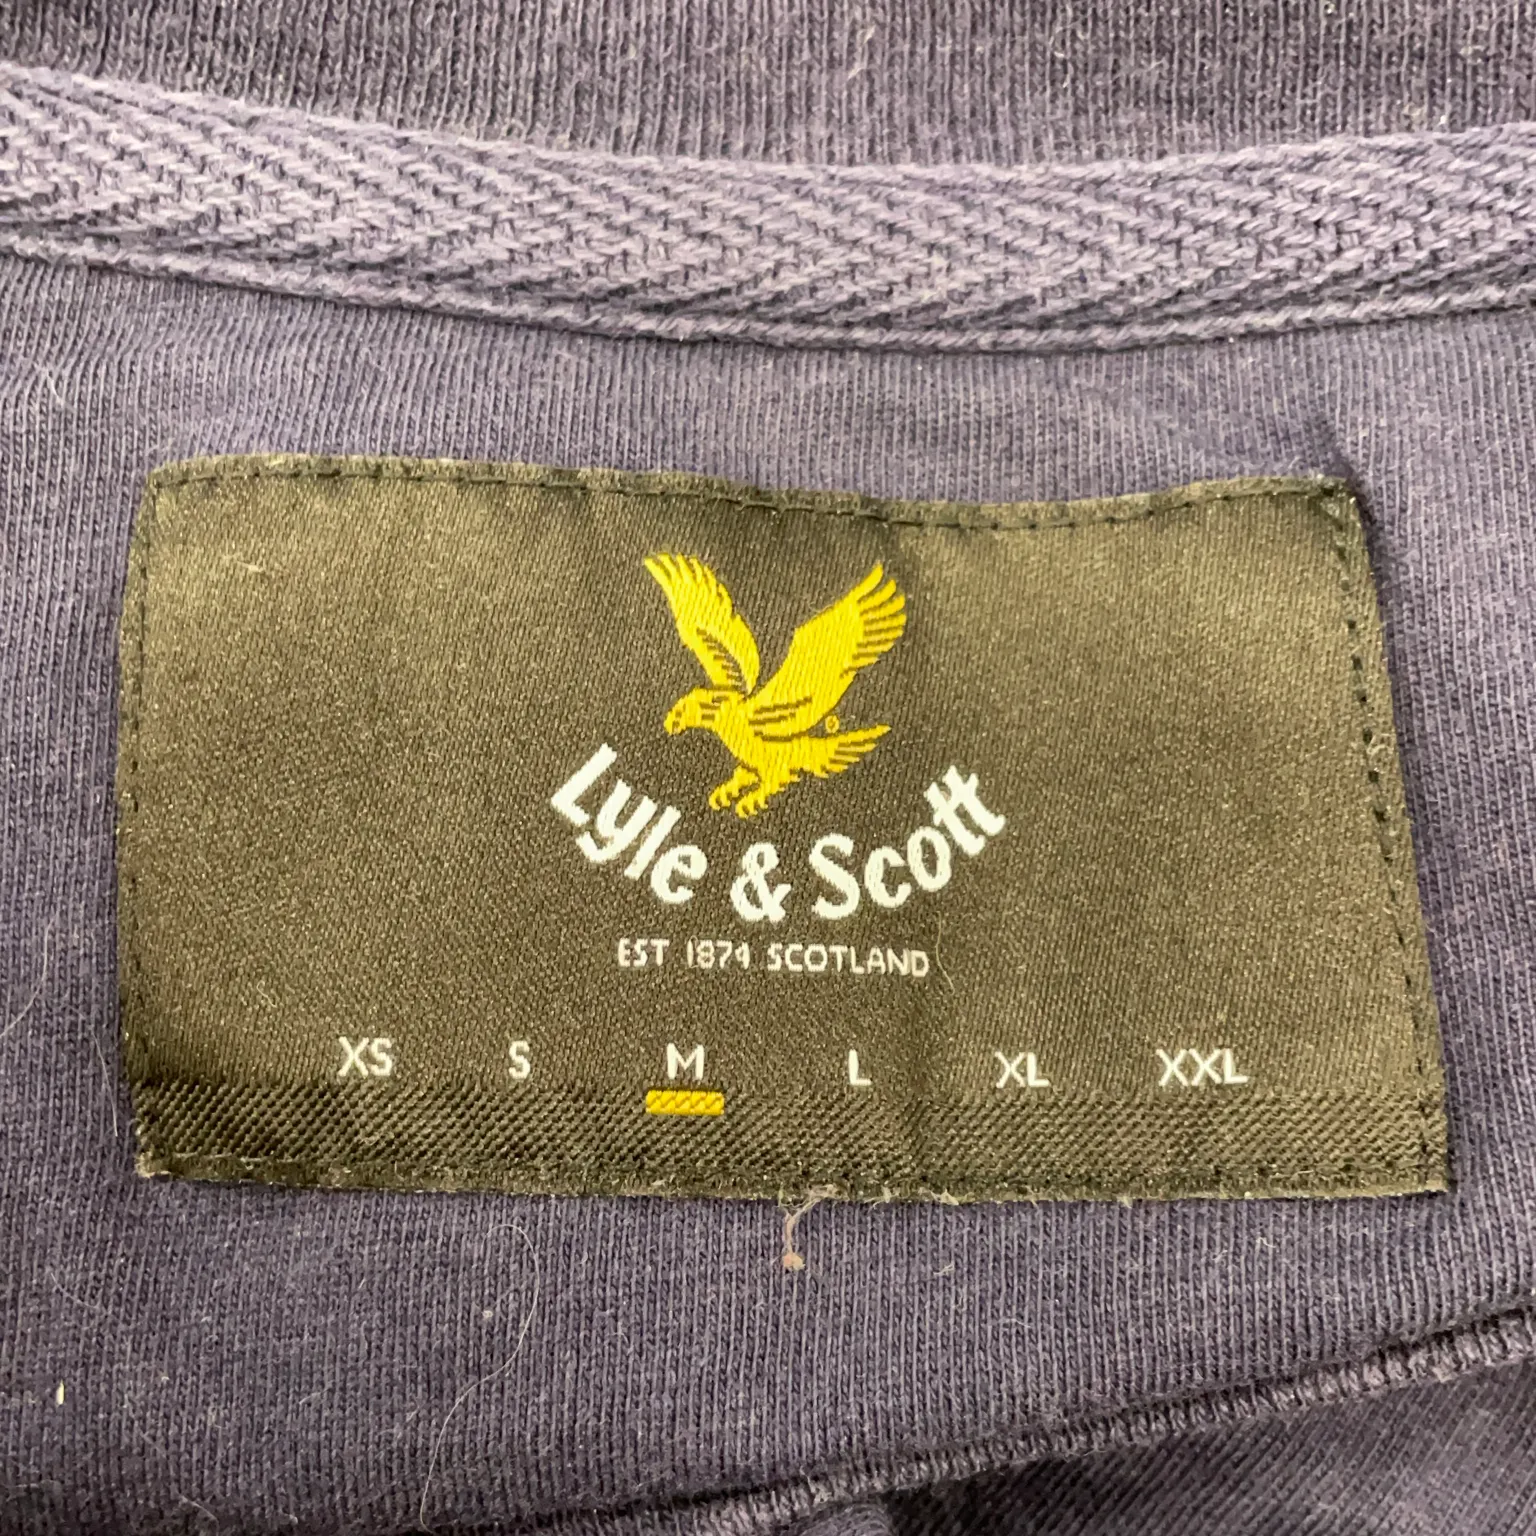 Lyle & Scott
EST 1874 SCOTLAND
XS S M L XL XXL